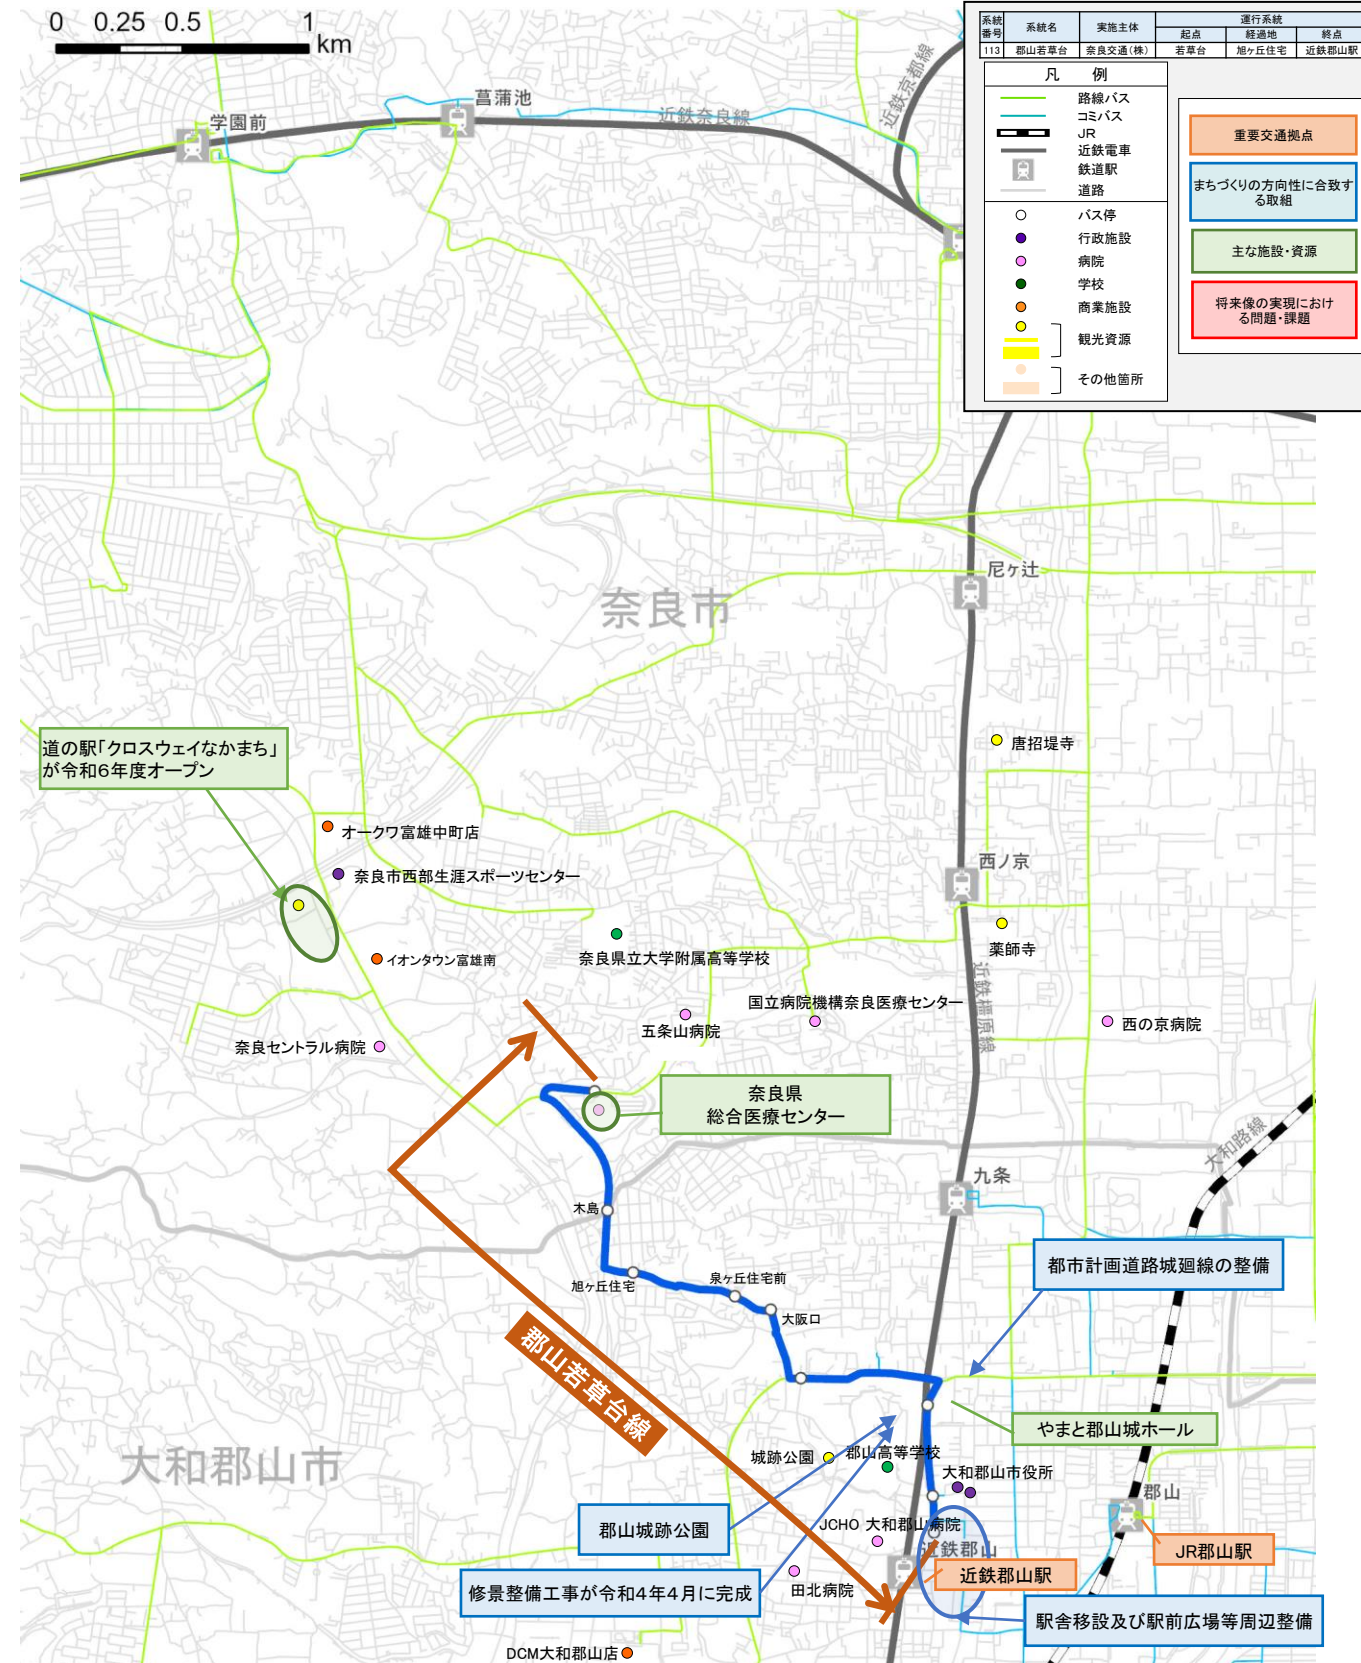 0 0.25 0.5 1
km
系統番号 系統名 実施主体 運行系統
起点 経過地 終点
113 郡山若草台 奈良交通(株) 若草台 旭ヶ丘住宅 近鉄郡山駅
凡 例
路線バス
コミバス
JR
近鉄電車
鉄道駅
道路
バス停
行政施設
病院
学校
商業施設
観光資源
その他箇所
重要交通拠点
まちづくりの方向性に合致す
る取組
主な施設・資源
将来像の実現におけ
る問題・課題
近鉄京都線
菖蒲池
近鉄奈良線
学園前
尼ヶ辻
奈良市
道の駅「クロスウェイなかまち」
が令和6年度オープン
唐招堤寺
オークワ富雄中町店
西ノ京
奈良市西部生涯スポーツセンター
薬師寺
奈良県立大学附属高等学校
イオンタウン富雄南
近鉄橿原線
国立病院機構奈良医療センター
五条山病院
西の京病院
奈良セントラル病院
奈良県
総合医療センター
大和路線
九条
木島
都市計画道路城廻線の整備
旭ヶ丘住宅
泉ヶ丘住宅前
大阪口
郡山若草台線
やまと郡山城ホール
大和郡山市
城跡公園
郡山高等学校
大和郡山市役所
郡山
郡山城跡公園
JCHO 大和郡山病院
近鉄郡山
JR郡山駅
近鉄郡山駅
田北病院
修景整備工事が令和4年4月に完成
駅舎移設及び駅前広場等周辺整備
DCM大和郡山店